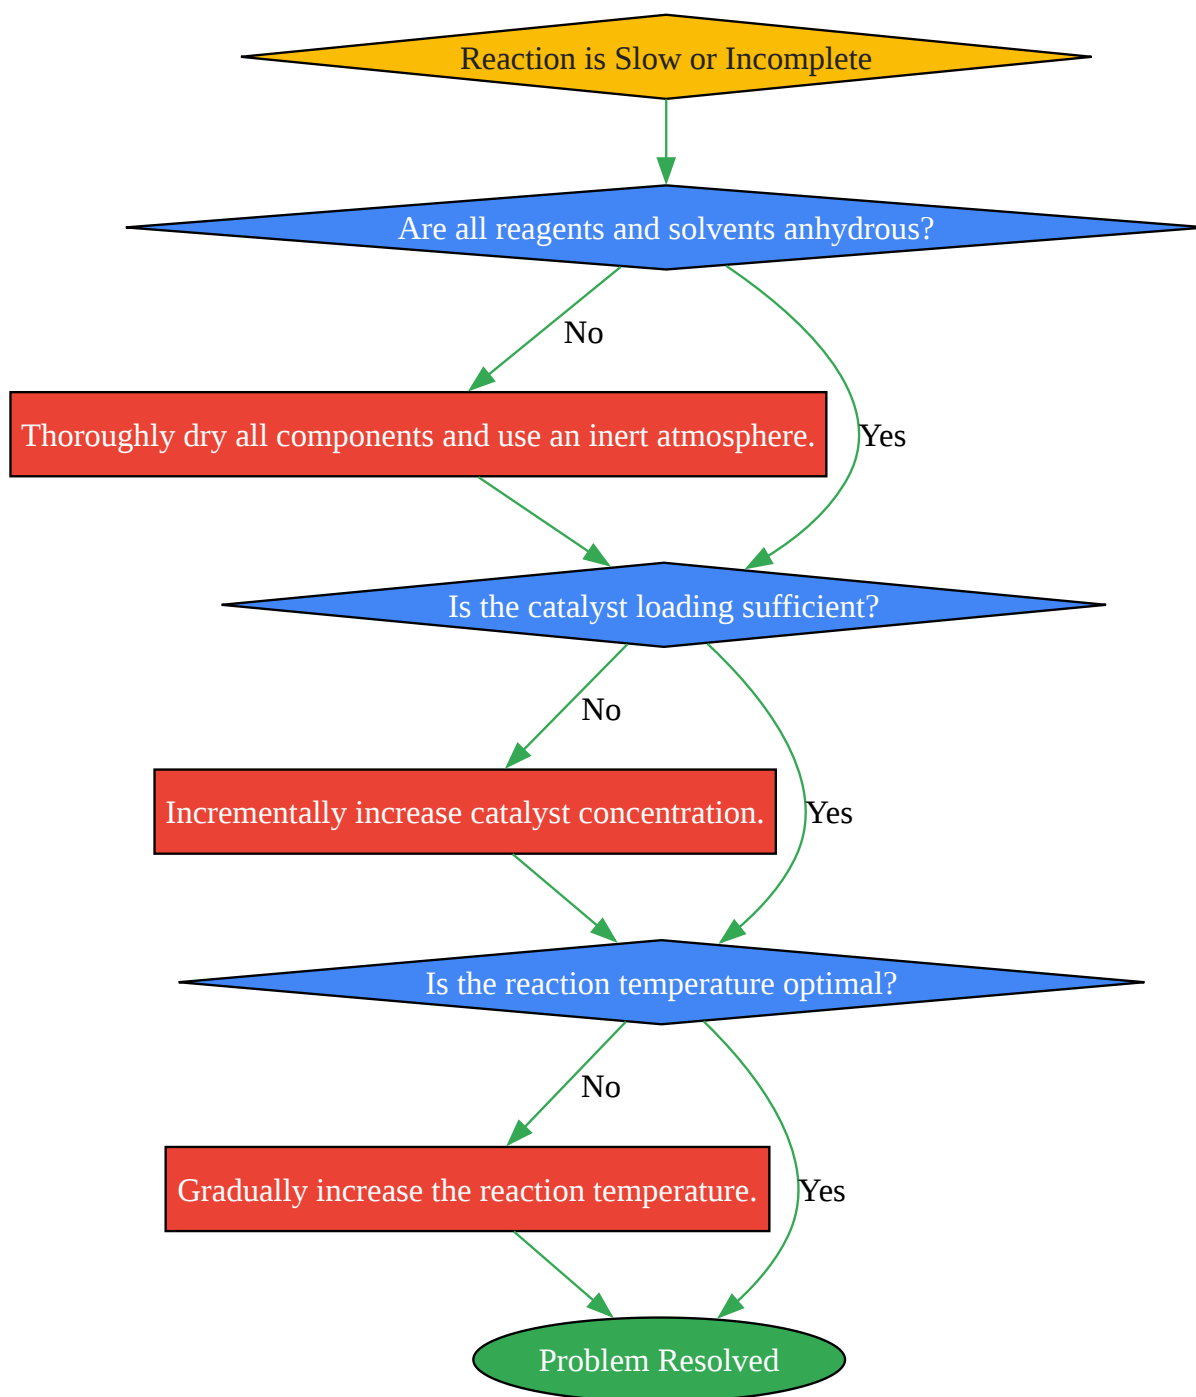 Reaction is Slow or Incomplete
Are all reagents and solvents anhydrous?
No
Thoroughly dry all components and use an inert atmosphere.
Yes
Is the catalyst loading sufficient?
No
Incrementally increase catalyst concentration.
Yes
Is the reaction temperature optimal?
No
Gradually increase the reaction temperature.
Yes
Problem Resolved